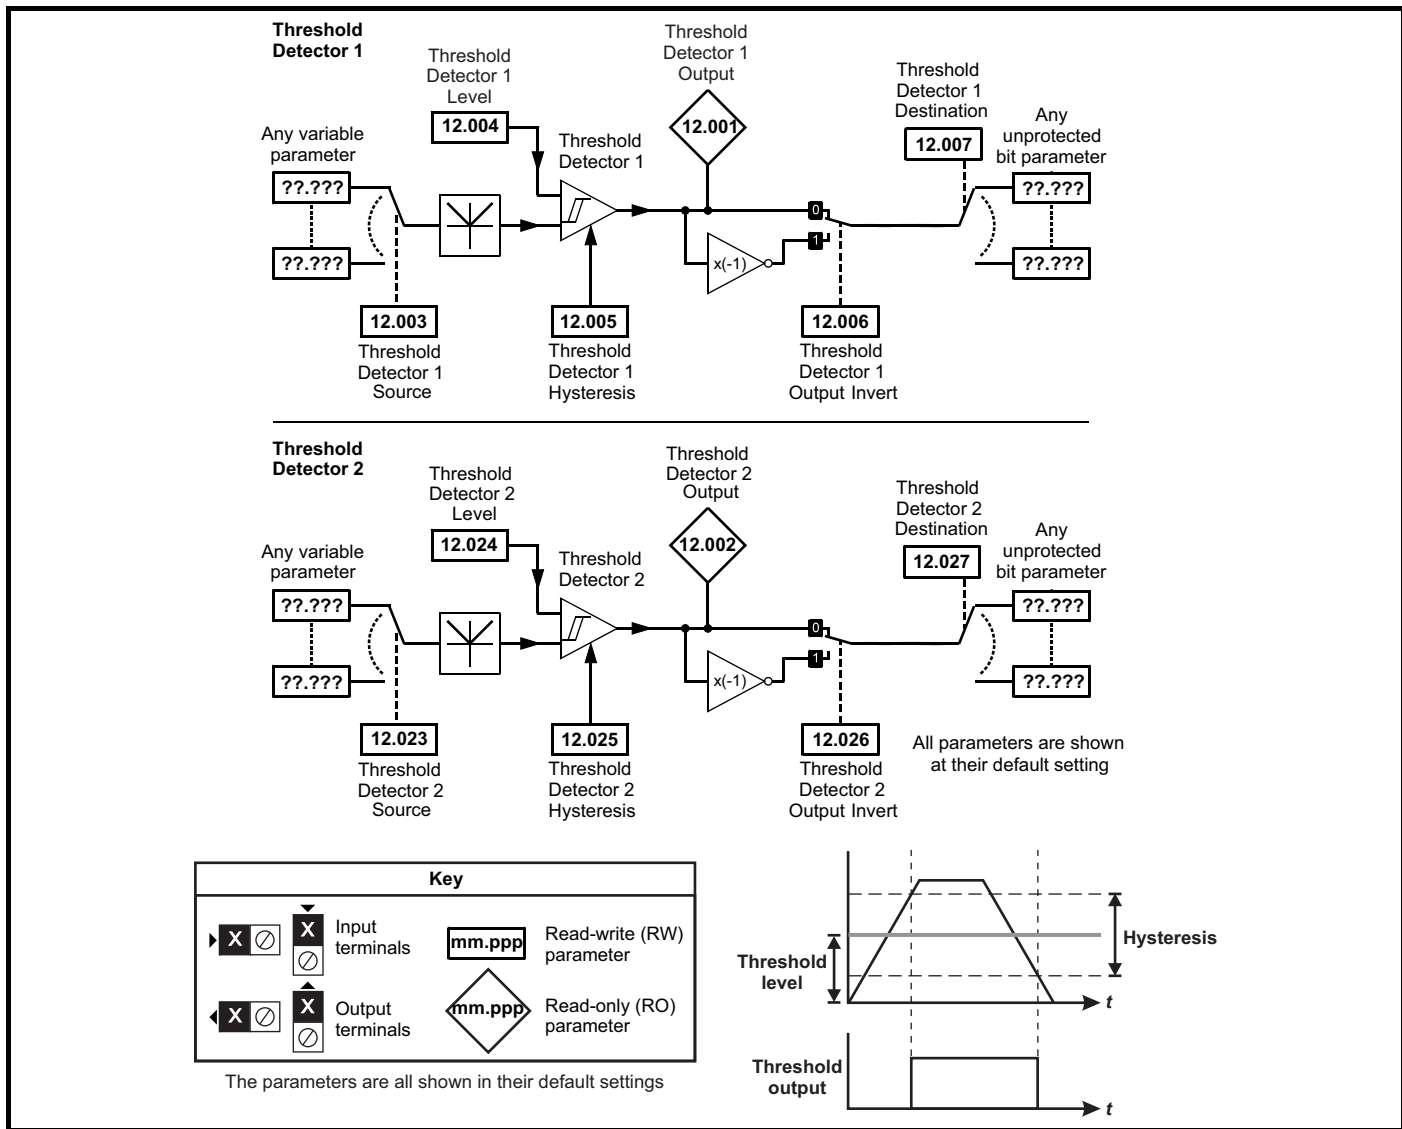 Threshold
Detector 1
Threshold
Detector 1
Level
12.004
Threshold
Detector 1
Output
12.001
Threshold
Detector 1
Destination
12.007
Any variable
parameter
??.???
??.???
Threshold
Detector 1
Any
unprotected
bit parameter
??.???
??.???
0
1
x(-1)
12.003
Threshold
Detector 1
Source
12.005
Threshold
Detector 1
Hysteresis
12.006
Threshold
Detector 1
Output Invert
Threshold
Detector 2
Threshold
Detector 2
Level
12.024
Threshold
Detector 2
Output
12.002
Threshold
Detector 2
Destination
12.027
Any variable
parameter
??.???
??.???
Threshold
Detector 2
Any
unprotected
bit parameter
??.???
??.???
0
1
x(-1)
12.023
Threshold
Detector 2
Source
12.025
Threshold
Detector 2
Hysteresis
12.026
Threshold
Detector 2
Output Invert
All parameters are shown
at their default setting
Key
X
X
Input
terminals
mm.ppp
Read-write (RW)
parameter
X
X
Output
terminals
mm.ppp
Read-only (RO)
parameter
The parameters are all shown in their default settings
Threshold
level
Hysteresis
t
Threshold
output
t